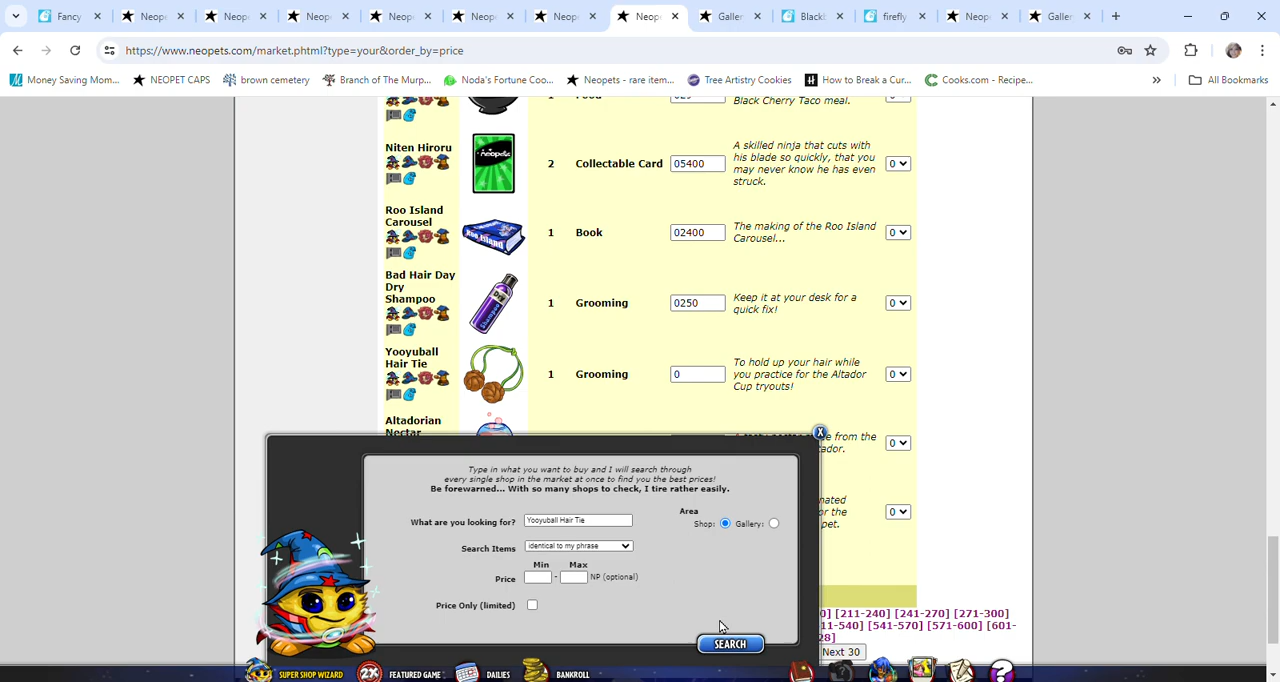 Fancy
Neop
Neop
Neop
Neop
Neop
Neop
Neop
Galler
Black
firefly
Neop
Galler
https://www.neopets.com/market.phtml?type=your&order_by=price
Money Saving Mom...
NEOPET CAPS
brown cemetery
Branch of The Murp...
Noda's Fortune Coo...
Neopets - rare item...
Tree Artistry Cookies
How to Break a Cur...
Cooks.com - Recipe...
All Bookmarks
Black Cherry Taco meal.
Niten Hiroru
neopets
2 Collectable Card 05400
A skilled ninja that cuts with
his blade so quickly, that you
may never know he has even
struck.
0
Roo Island
Carousel
ROO ISLAND
1 Book 02400
The making of the Roo Island
Carousel...
0
Bad Hair Day
Dry
Shampoo
DRY
Shampoo
1 Grooming 0250
Keep it at your desk for a
quick fix!
0
Yooyuball
Hair Tie
1 Grooming 0
To hold up your hair while
you practice for the Altador
Cup tryouts!
0
Altadorian
Nectar
from the
0
X
Type in what you want to buy and I will search through
every single shop in the market at once to find you the best prices!
Be forewarned... With so many shops to check, I tire rather easily.
What are you looking for? Yooyuball Hair Tie
Area
Shop: Gallery:
Search Items identical to my phrase
Min Max
Price - NP (optional)
Price Only (limited)
SEARCH
0
[211-240] [241-270] [271-300]
[541-570] [571-600] [601-
Next 30
SUPER SHOP WIZARD
2X
FEATURED GAME
DAILIES
BANKROLL